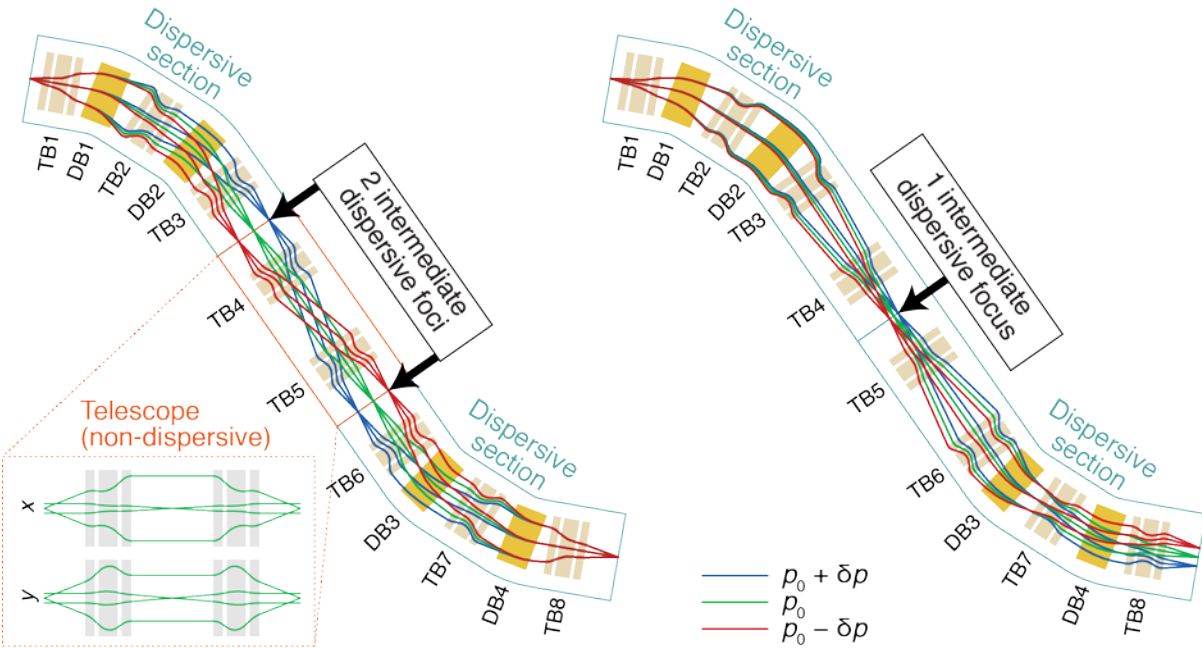 Dispersive
section
TB1
DB1
TB2
DB2
TB3
2 intermediate
dispersive foci
TB4
TB5
Telescope
(non-dispersive)
x
y
Dispersive
section
TB6
DB3
TB7
DB4
TB8
Dispersive
section
TB1
DB1
TB2
DB2
TB3
1 intermediate
dispersive focus
TB4
TB5
Dispersive
section
TB6
DB3
TB7
DB4
TB8
p₀ + δp
p₀
p₀ − δp